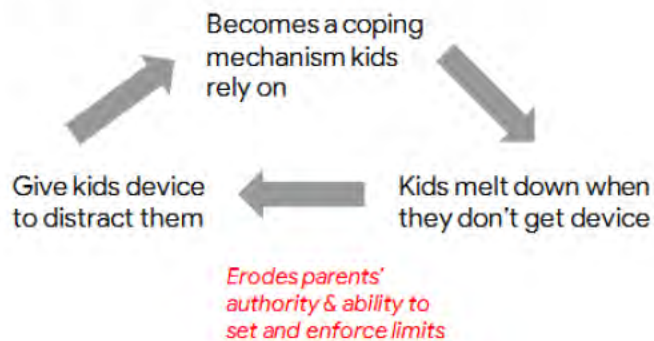 Becomes a coping
mechanism kids
rely on
Give kids device
to distract them
Kids melt down when
they don't get device
Erodes parents'
authority & ability to
set and enforce limits